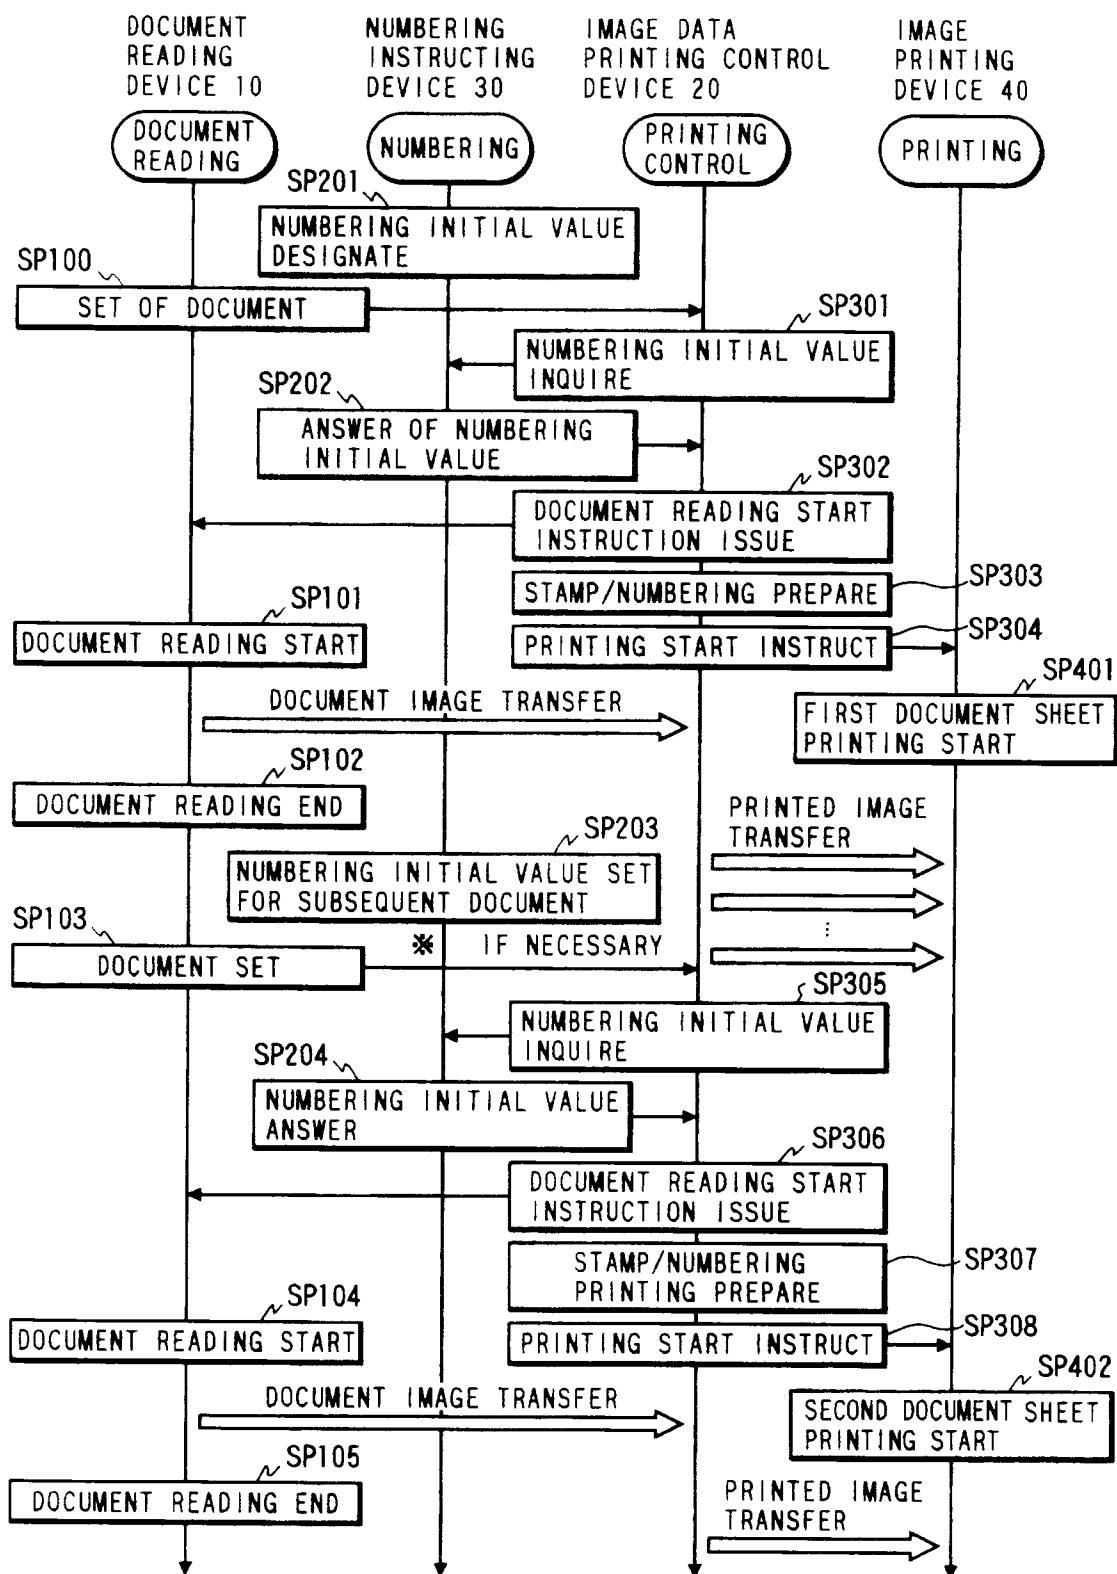 DOCUMENT
READING
DEVICE 10
NUMBERING
INSTRUCTING
DEVICE 30
IMAGE DATA
PRINTING CONTROL
DEVICE 20
IMAGE
PRINTING
DEVICE 40
DOCUMENT
READING
NUMBERING
PRINTING
CONTROL
PRINTING
SP201
NUMBERING INITIAL VALUE
DESIGNATE
SP100
SET OF DOCUMENT
SP301
NUMBERING INITIAL VALUE
INQUIRE
SP202
ANSWER OF NUMBERING
INITIAL VALUE
SP302
DOCUMENT READING START
INSTRUCTION ISSUE
STAMP/NUMBERING PREPARE
SP303
SP101
DOCUMENT READING START
PRINTING START INSTRUCT
SP304
SP401
DOCUMENT IMAGE TRANSFER
FIRST DOCUMENT SHEET
PRINTING START
SP102
DOCUMENT READING END
PRINTED IMAGE
TRANSFER
SP203
NUMBERING INITIAL VALUE SET
FOR SUBSEQUENT DOCUMENT
SP103
DOCUMENT SET
※ IF NECESSARY
⋮
SP305
NUMBERING INITIAL VALUE
INQUIRE
SP204
NUMBERING INITIAL VALUE
ANSWER
SP306
DOCUMENT READING START
INSTRUCTION ISSUE
STAMP/NUMBERING
PRINTING PREPARE
SP307
SP104
DOCUMENT READING START
PRINTING START INSTRUCT
SP308
SP402
DOCUMENT IMAGE TRANSFER
SECOND DOCUMENT SHEET
PRINTING START
SP105
DOCUMENT READING END
PRINTED IMAGE
TRANSFER